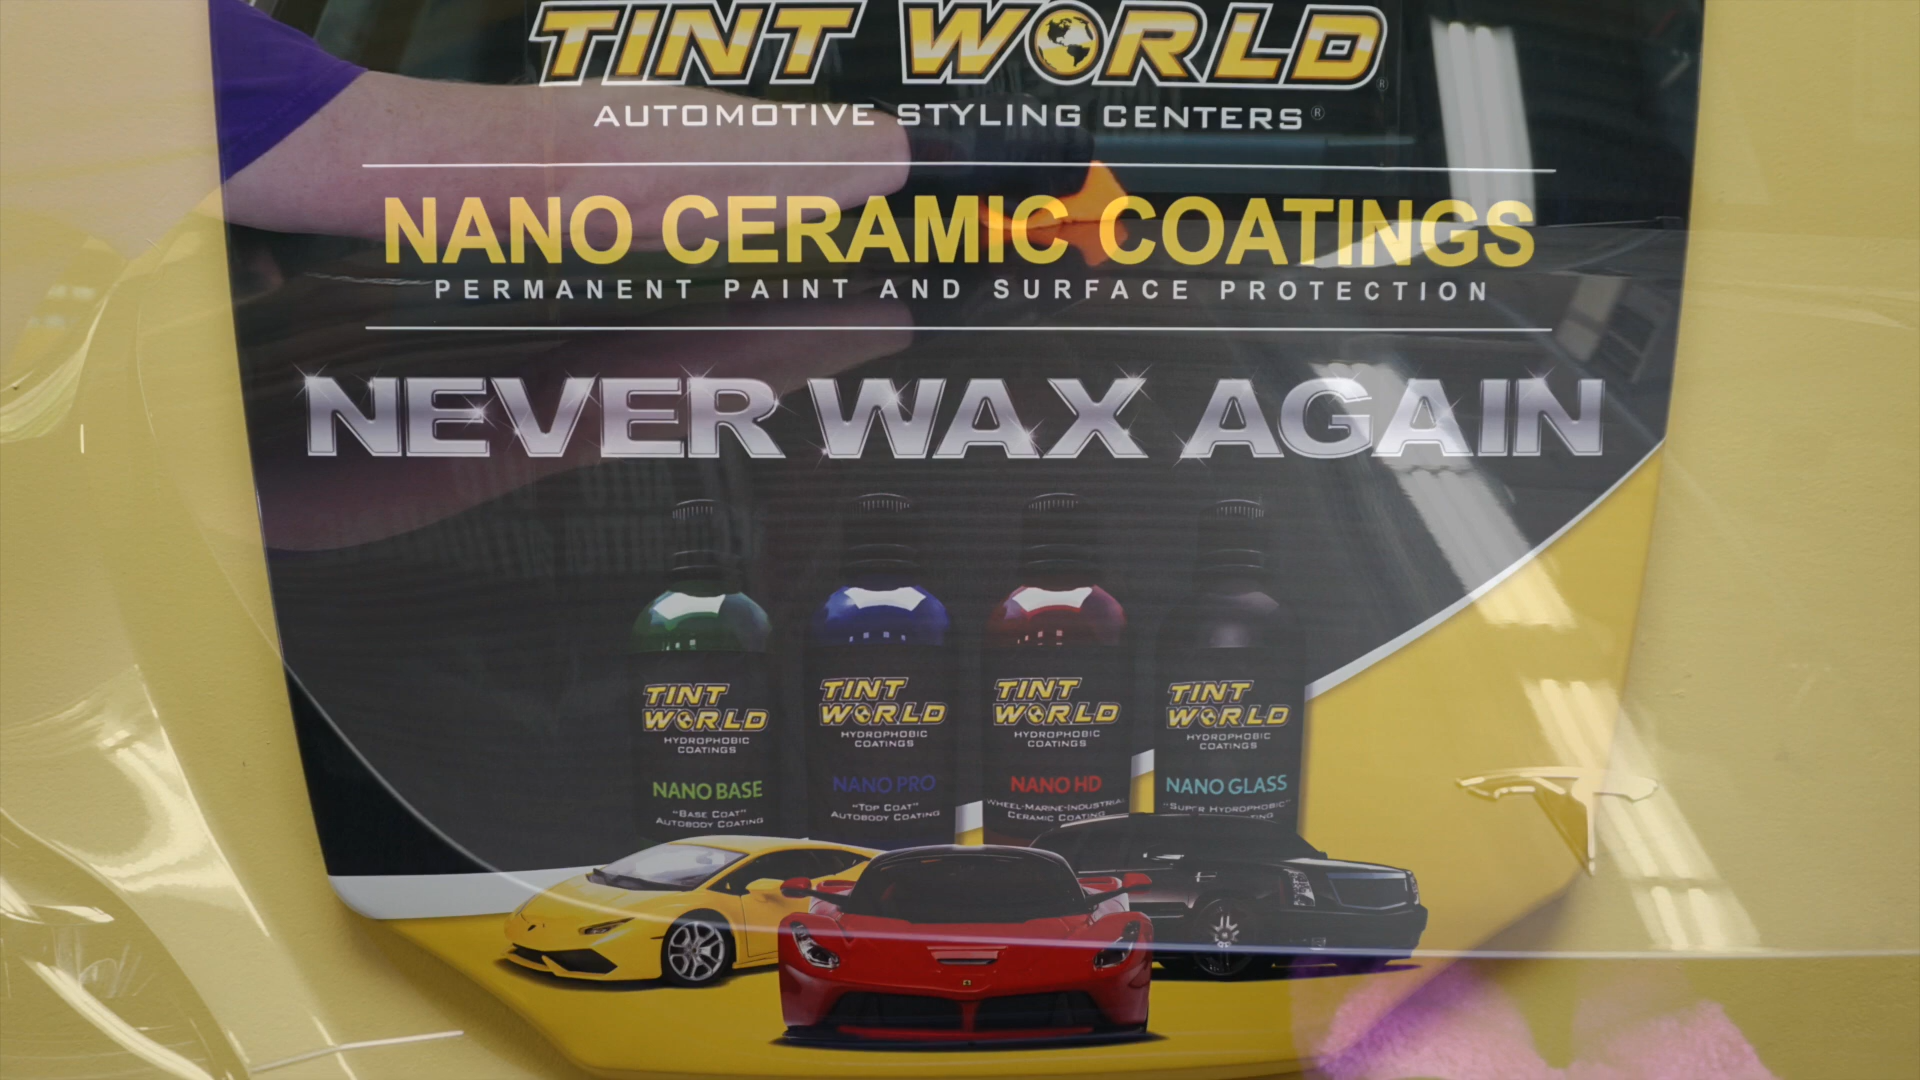 TINT WORLD®
AUTOMOTIVE STYLING CENTERS®
NANO CERAMIC COATINGS
PERMANENT PAINT AND SURFACE PROTECTION
NEVER WAX AGAIN
TINT WORLD
HYDROPHOBIC COATINGS
NANO BASE
"BASE COAT"
AUTOBODY COATING
TINT WORLD
HYDROPHOBIC COATINGS
NANO PRO
"TOP COAT"
AUTOBODY COATING
TINT WORLD
HYDROPHOBIC COATINGS
NANO HD
WHEEL-MARINE-INDUSTRIAL
CERAMIC COATING
TINT WORLD
HYDROPHOBIC COATINGS
NANO GLASS
"SUPER HYDROPHOBIC"